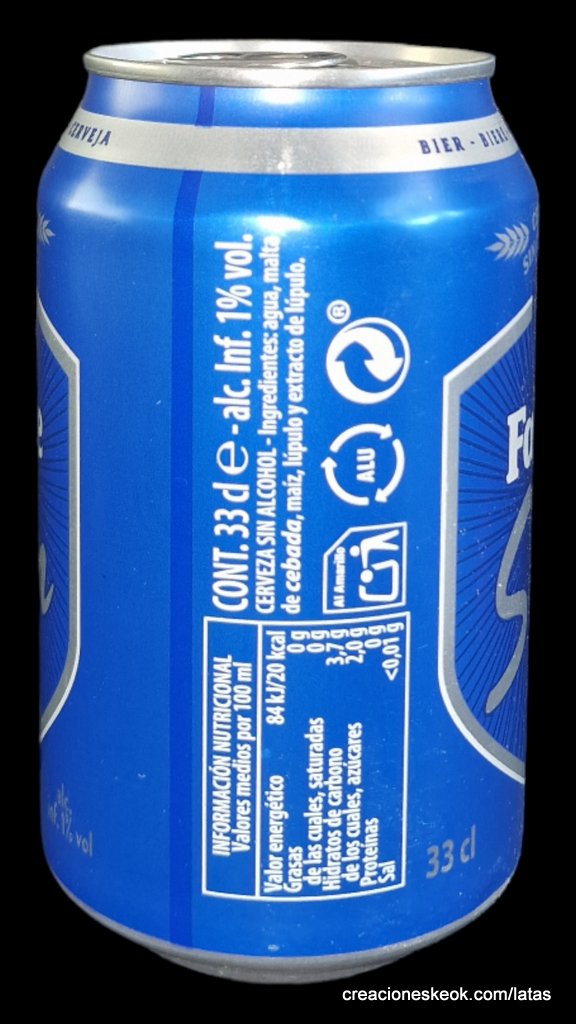 CERVEJA
BIER - BIERE
CONT. 33 d e -alc. Inf. 1% vol.
CERVEZA SIN ALCOHOL - Ingredientes: agua, malta
de cebada, maíz, lúpulo y extracto de lúpulo.
Al Amarillo
ALU
®
INFORMACIÓN NUTRICIONAL
Valores medios por 100 ml
Valor energético 84 kJ/20 kcal
Grasas 0 g
de las cuales, saturadas 0 g
Hidratos de carbono 3,7 g
de los cuales, azúcares 2,0 g
Proteínas 0 g
Sal <0,01 g
alc.
inf. 1% vol
33 cl
creacioneskeok.com/latas